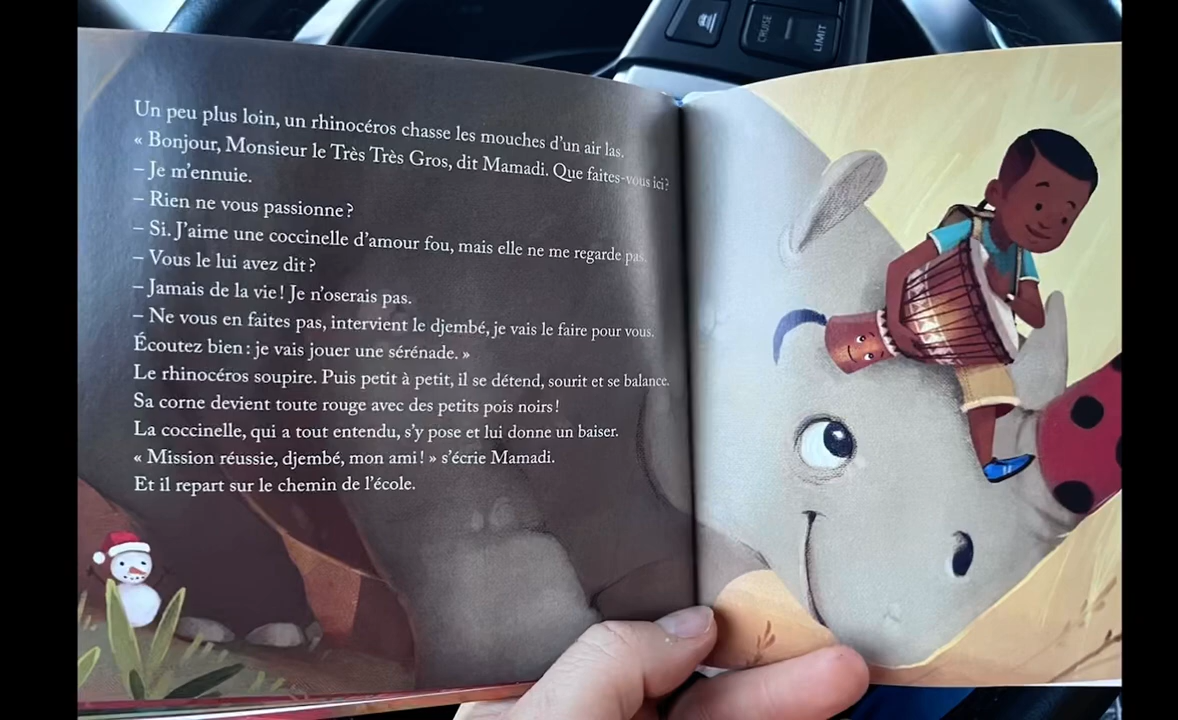 CRUISE
LIMIT
Un peu plus loin, un rhinocéros chasse les mouches d'un air las.
« Bonjour, Monsieur le Très Très Gros, dit Mamadi. Que faites-vous ici ?
– Je m'ennuie.
– Rien ne vous passionne ?
– Si. J'aime une coccinelle d'amour fou, mais elle ne me regarde pas.
– Vous le lui avez dit ?
– Jamais de la vie ! Je n'oserais pas.
– Ne vous en faites pas, intervient le djembé, je vais le faire pour vous.
Écoutez bien : je vais jouer une sérénade. »
Le rhinocéros soupire. Puis petit à petit, il se détend, sourit et se balance.
Sa corne devient toute rouge avec des petits pois noirs !
La coccinelle, qui a tout entendu, s'y pose et lui donne un baiser.
« Mission réussie, djembé, mon ami ! » s'écrie Mamadi.
Et il repart sur le chemin de l'école.